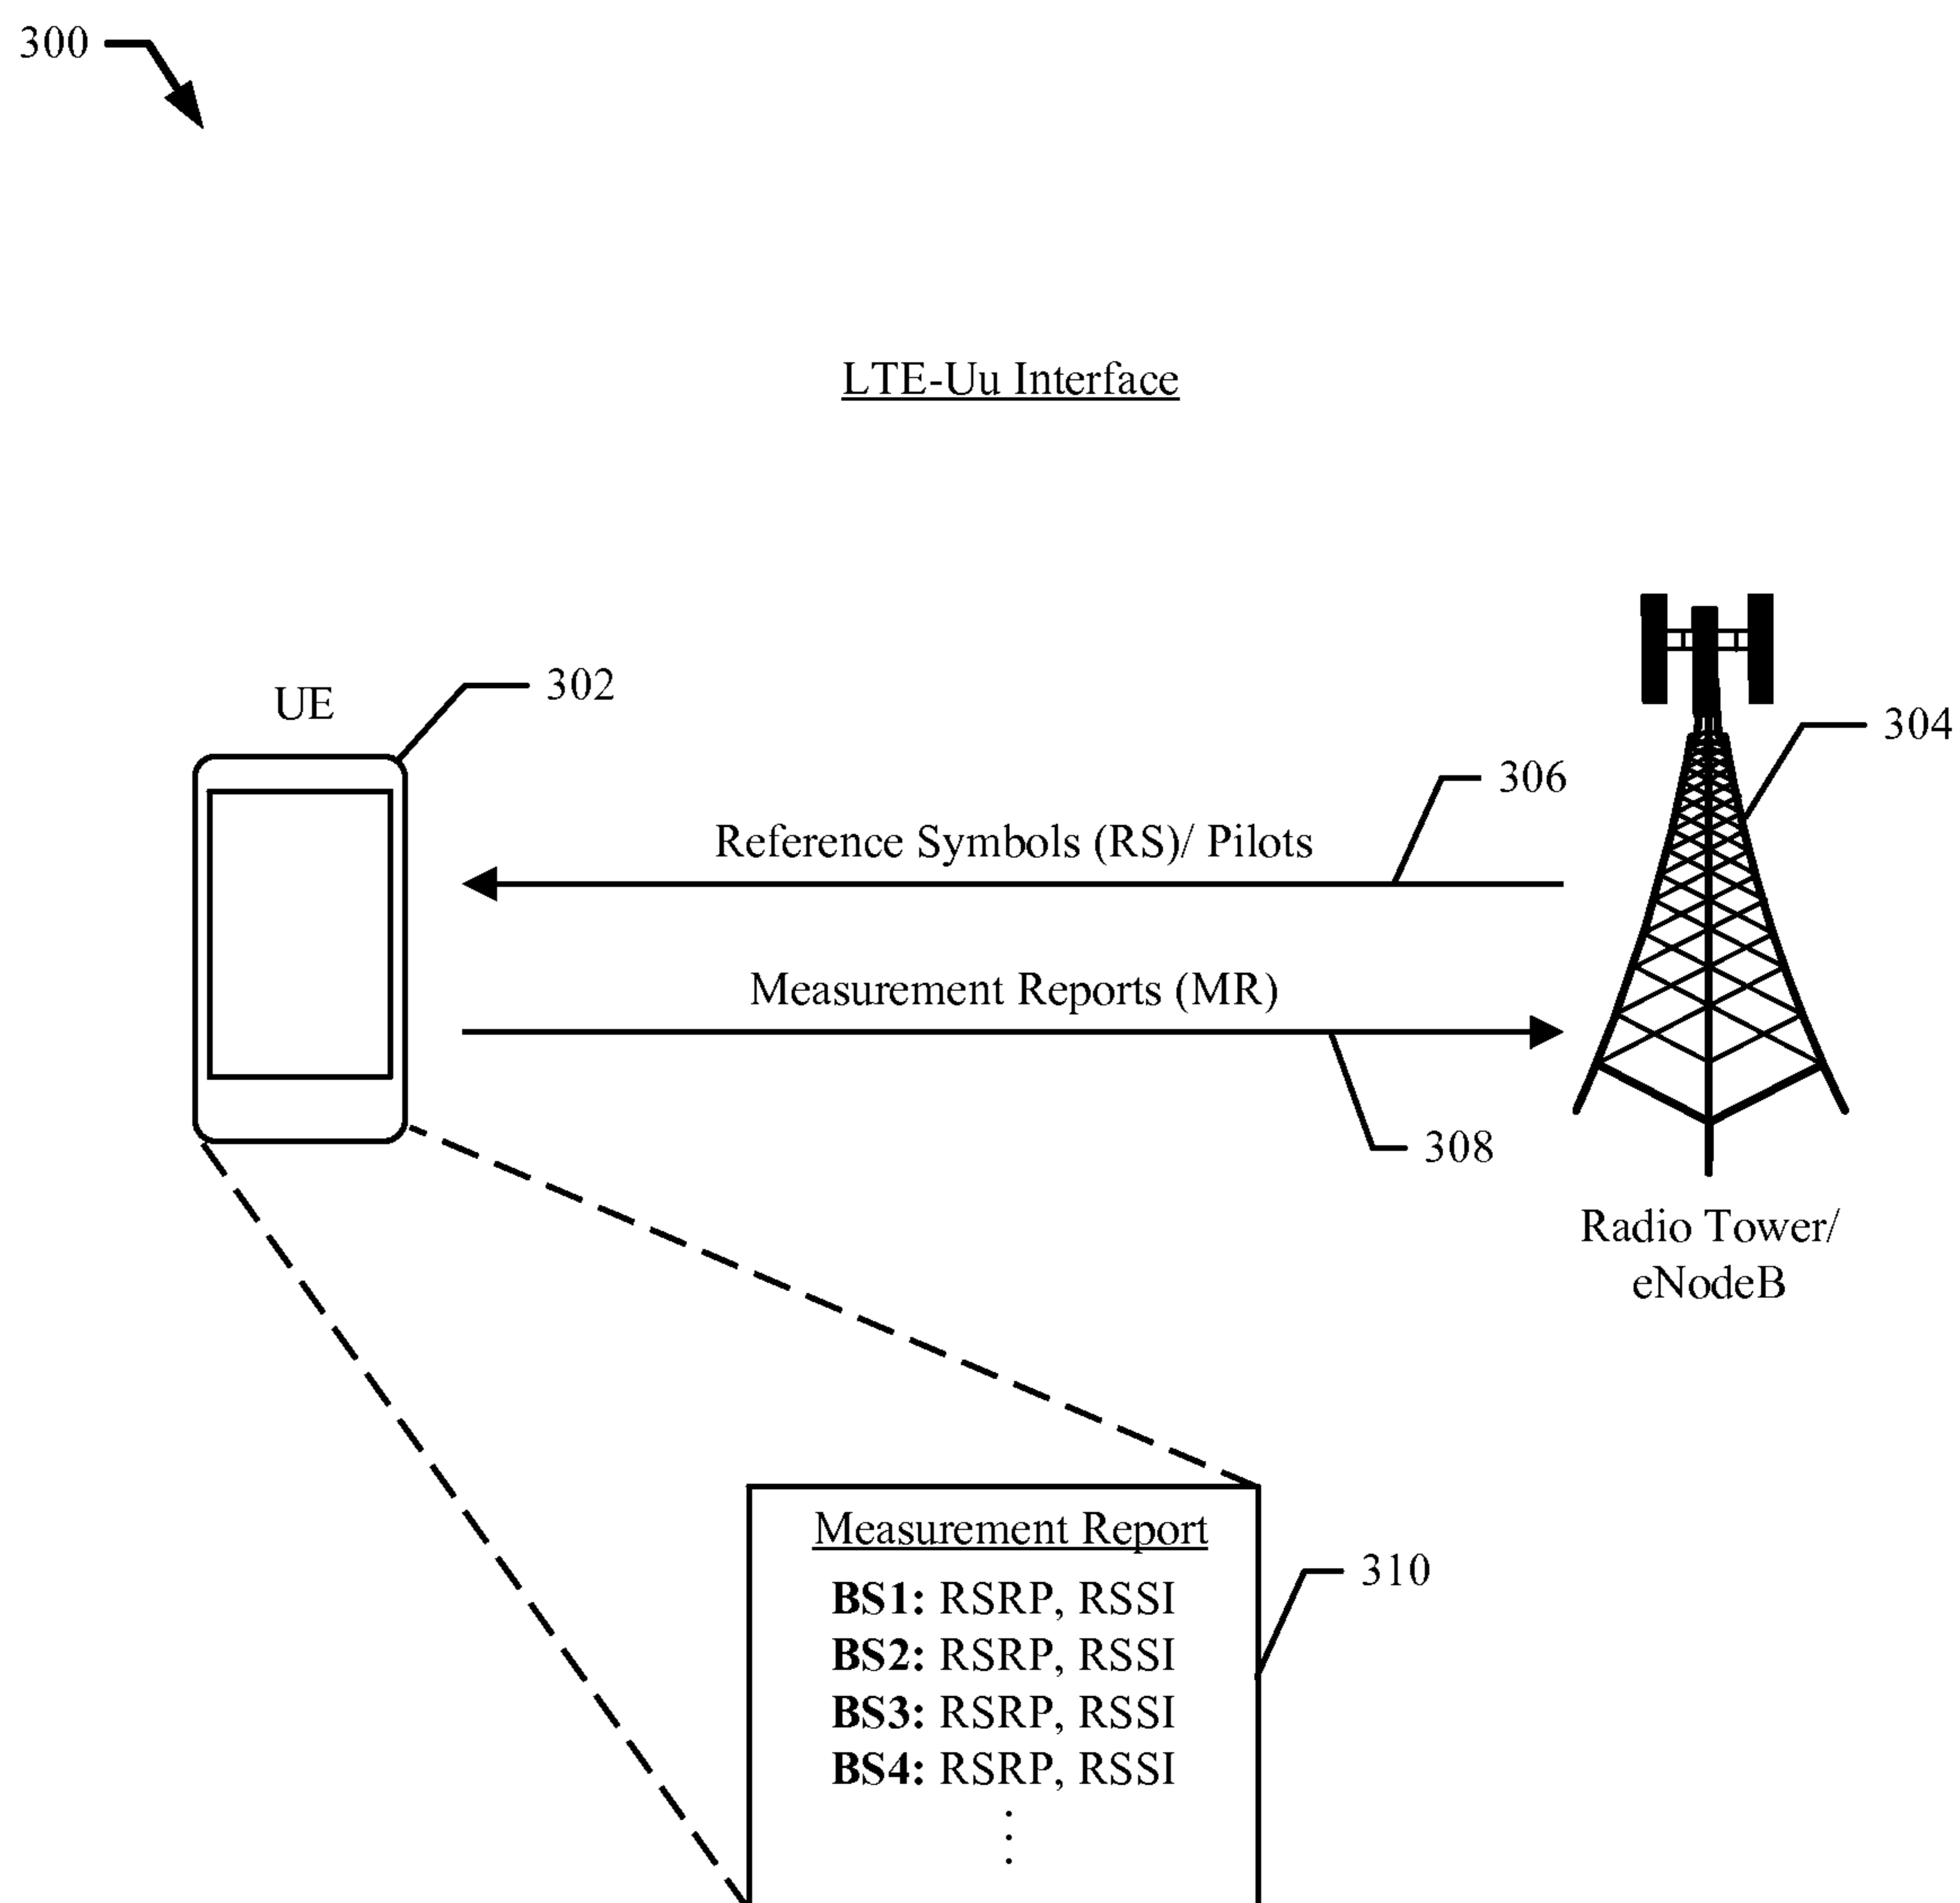 300
LTE-Uu Interface
UE
302
304
306
Reference Symbols (RS)/ Pilots
Measurement Reports (MR)
308
Radio Tower/
eNodeB
Measurement Report
310
BS1: RSRP, RSSI
BS2: RSRP, RSSI
BS3: RSRP, RSSI
BS4: RSRP, RSSI